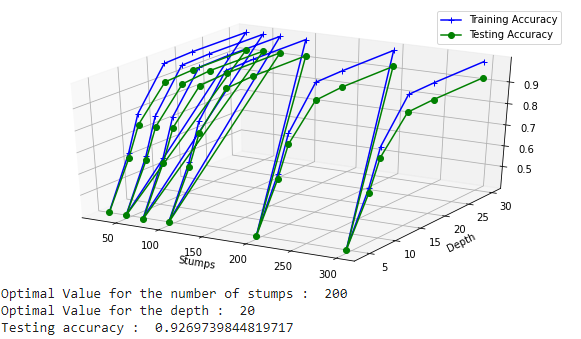 Training Accuracy
Testing Accuracy
0.9
0.8
0.7
0.6
0.5
50
100
150
200
250
300
Stumps
5
10
15
20
25
30
Depth
Optimal Value for the number of stumps :  200
Optimal Value for the depth :  20
Testing accuracy :  0.9269739844819717